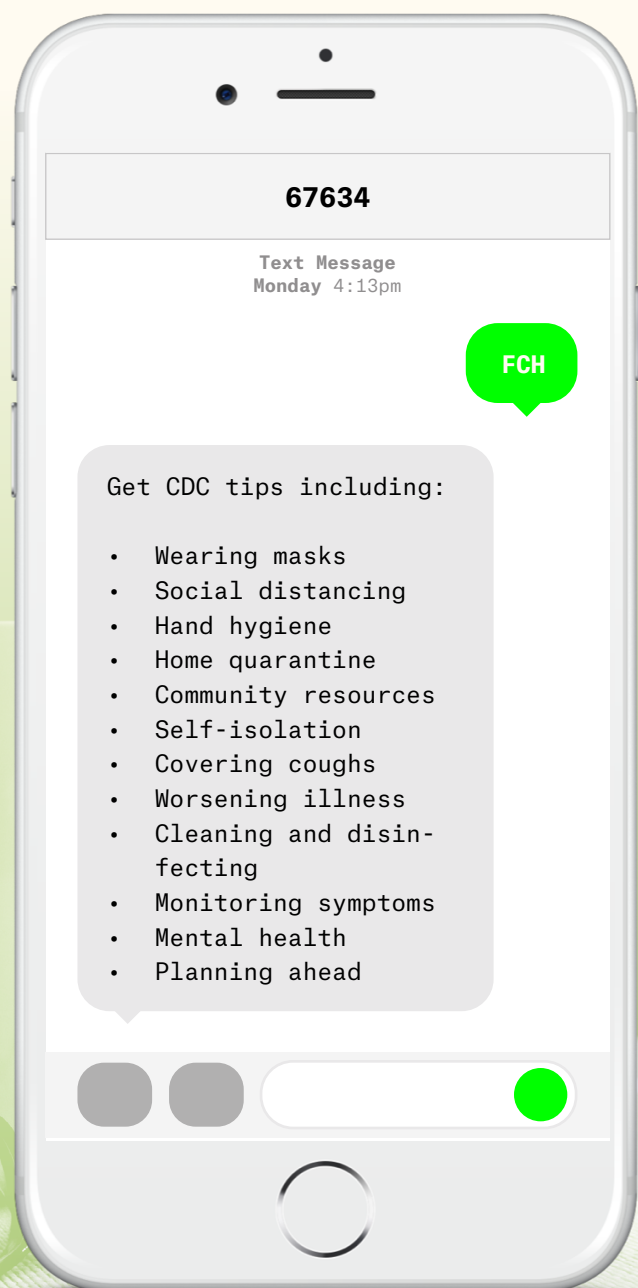 67634
Text Message
Monday 4:13pm
FCH
Get CDC tips including:
• Wearing masks
• Social distancing
• Hand hygiene
• Home quarantine
• Community resources
• Self-isolation
• Covering coughs
• Worsening illness
• Cleaning and disin-
fecting
• Monitoring symptoms
• Mental health
• Planning ahead